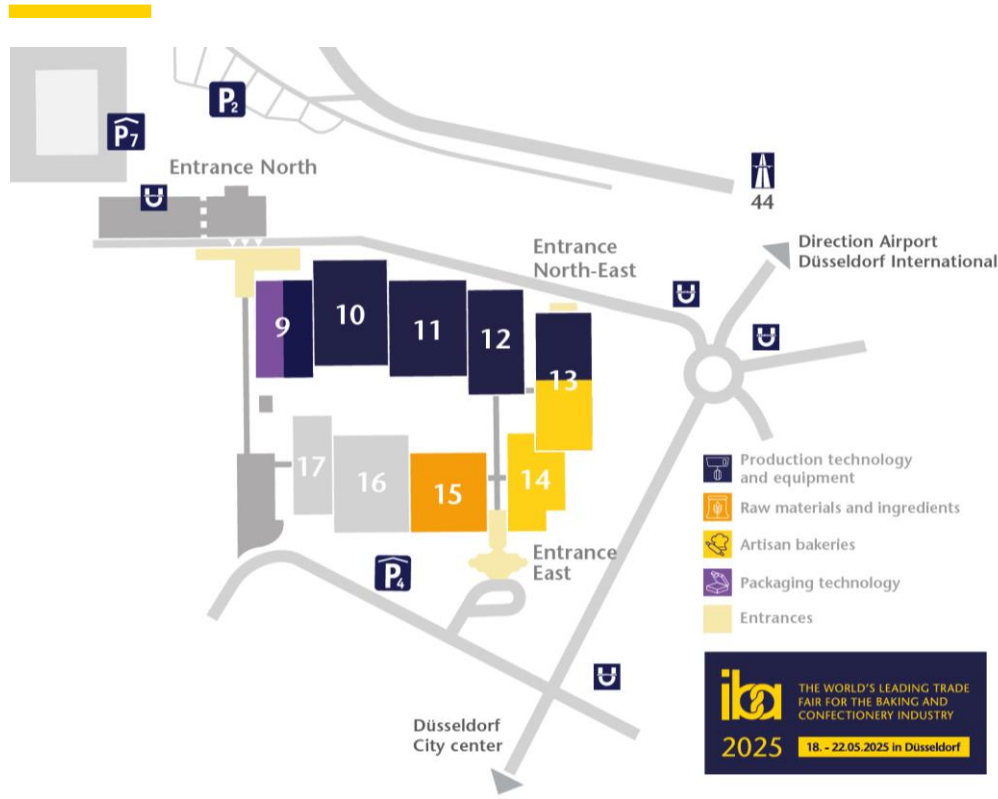 P2
P7
Entrance North
U
44
Entrance
North-East
Direction Airport
Düsseldorf International
U
U
9
10
11
12
13
17
16
15
14
Production technology
and equipment
Raw materials and ingredients
Artisan bakeries
Packaging technology
Entrances
P4
Entrance
East
U
Düsseldorf
City center
iba
2025
THE WORLD'S LEADING TRADE
FAIR FOR THE BAKING AND
CONFECTIONERY INDUSTRY
18. - 22.05.2025 in Düsseldorf